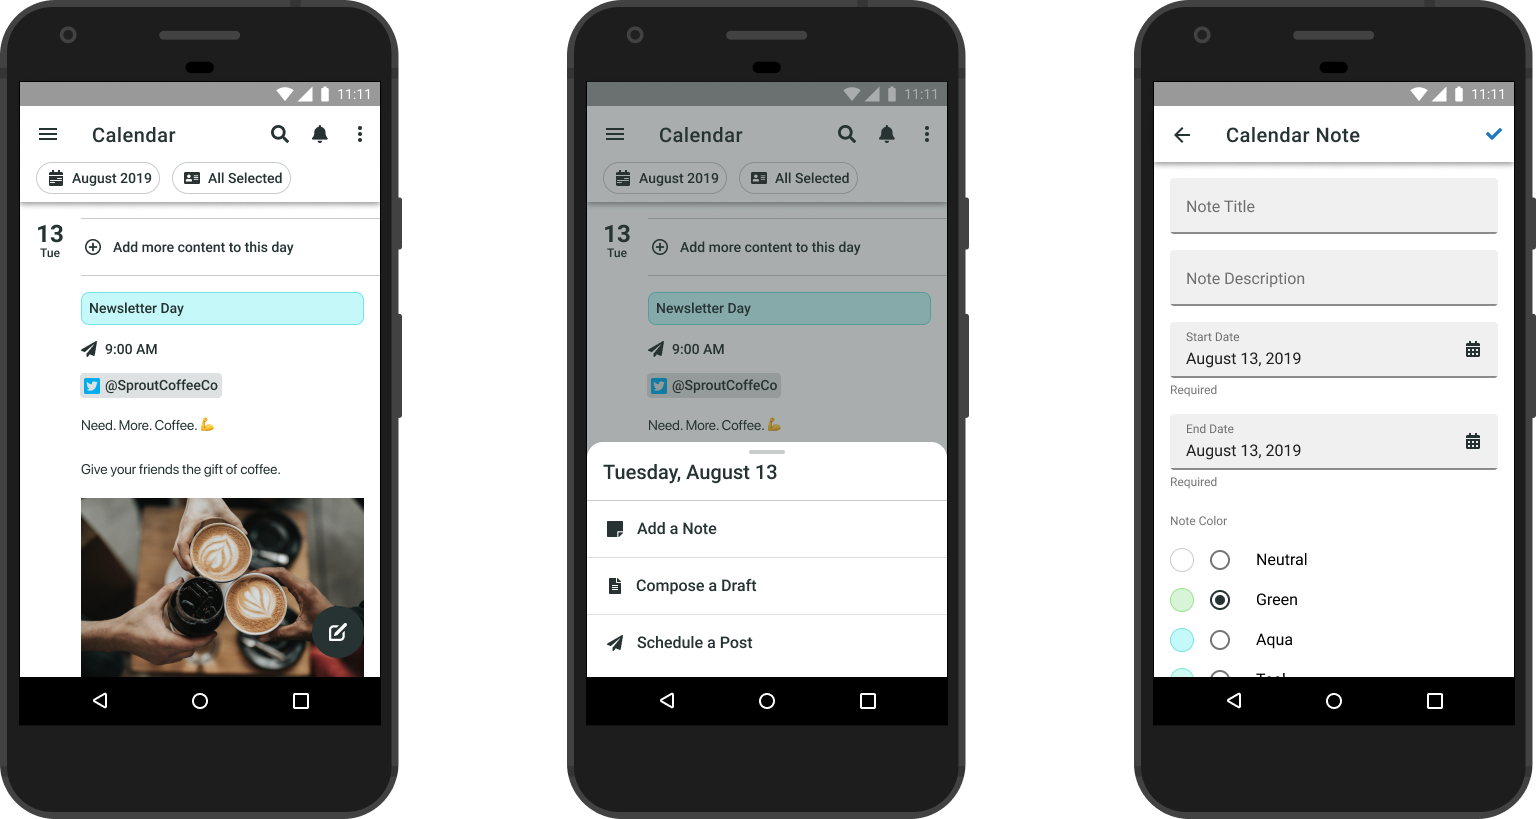 11:11
Calendar
August 2019
All Selected
13
Tue
Add more content to this day
Newsletter Day
9:00 AM
@SproutCoffeeCo
Need. More. Coffee. 💪
Give your friends the gift of coffee.
11:11
Calendar
August 2019
All Selected
13
Tue
Add more content to this day
Newsletter Day
9:00 AM
@SproutCoffeCo
Need. More. Coffee. 💪
Tuesday, August 13
Add a Note
Compose a Draft
Schedule a Post
11:11
Calendar Note
Note Title
Note Description
Start Date
August 13, 2019
Required
End Date
August 13, 2019
Required
Note Color
Neutral
Green
Aqua
Teal